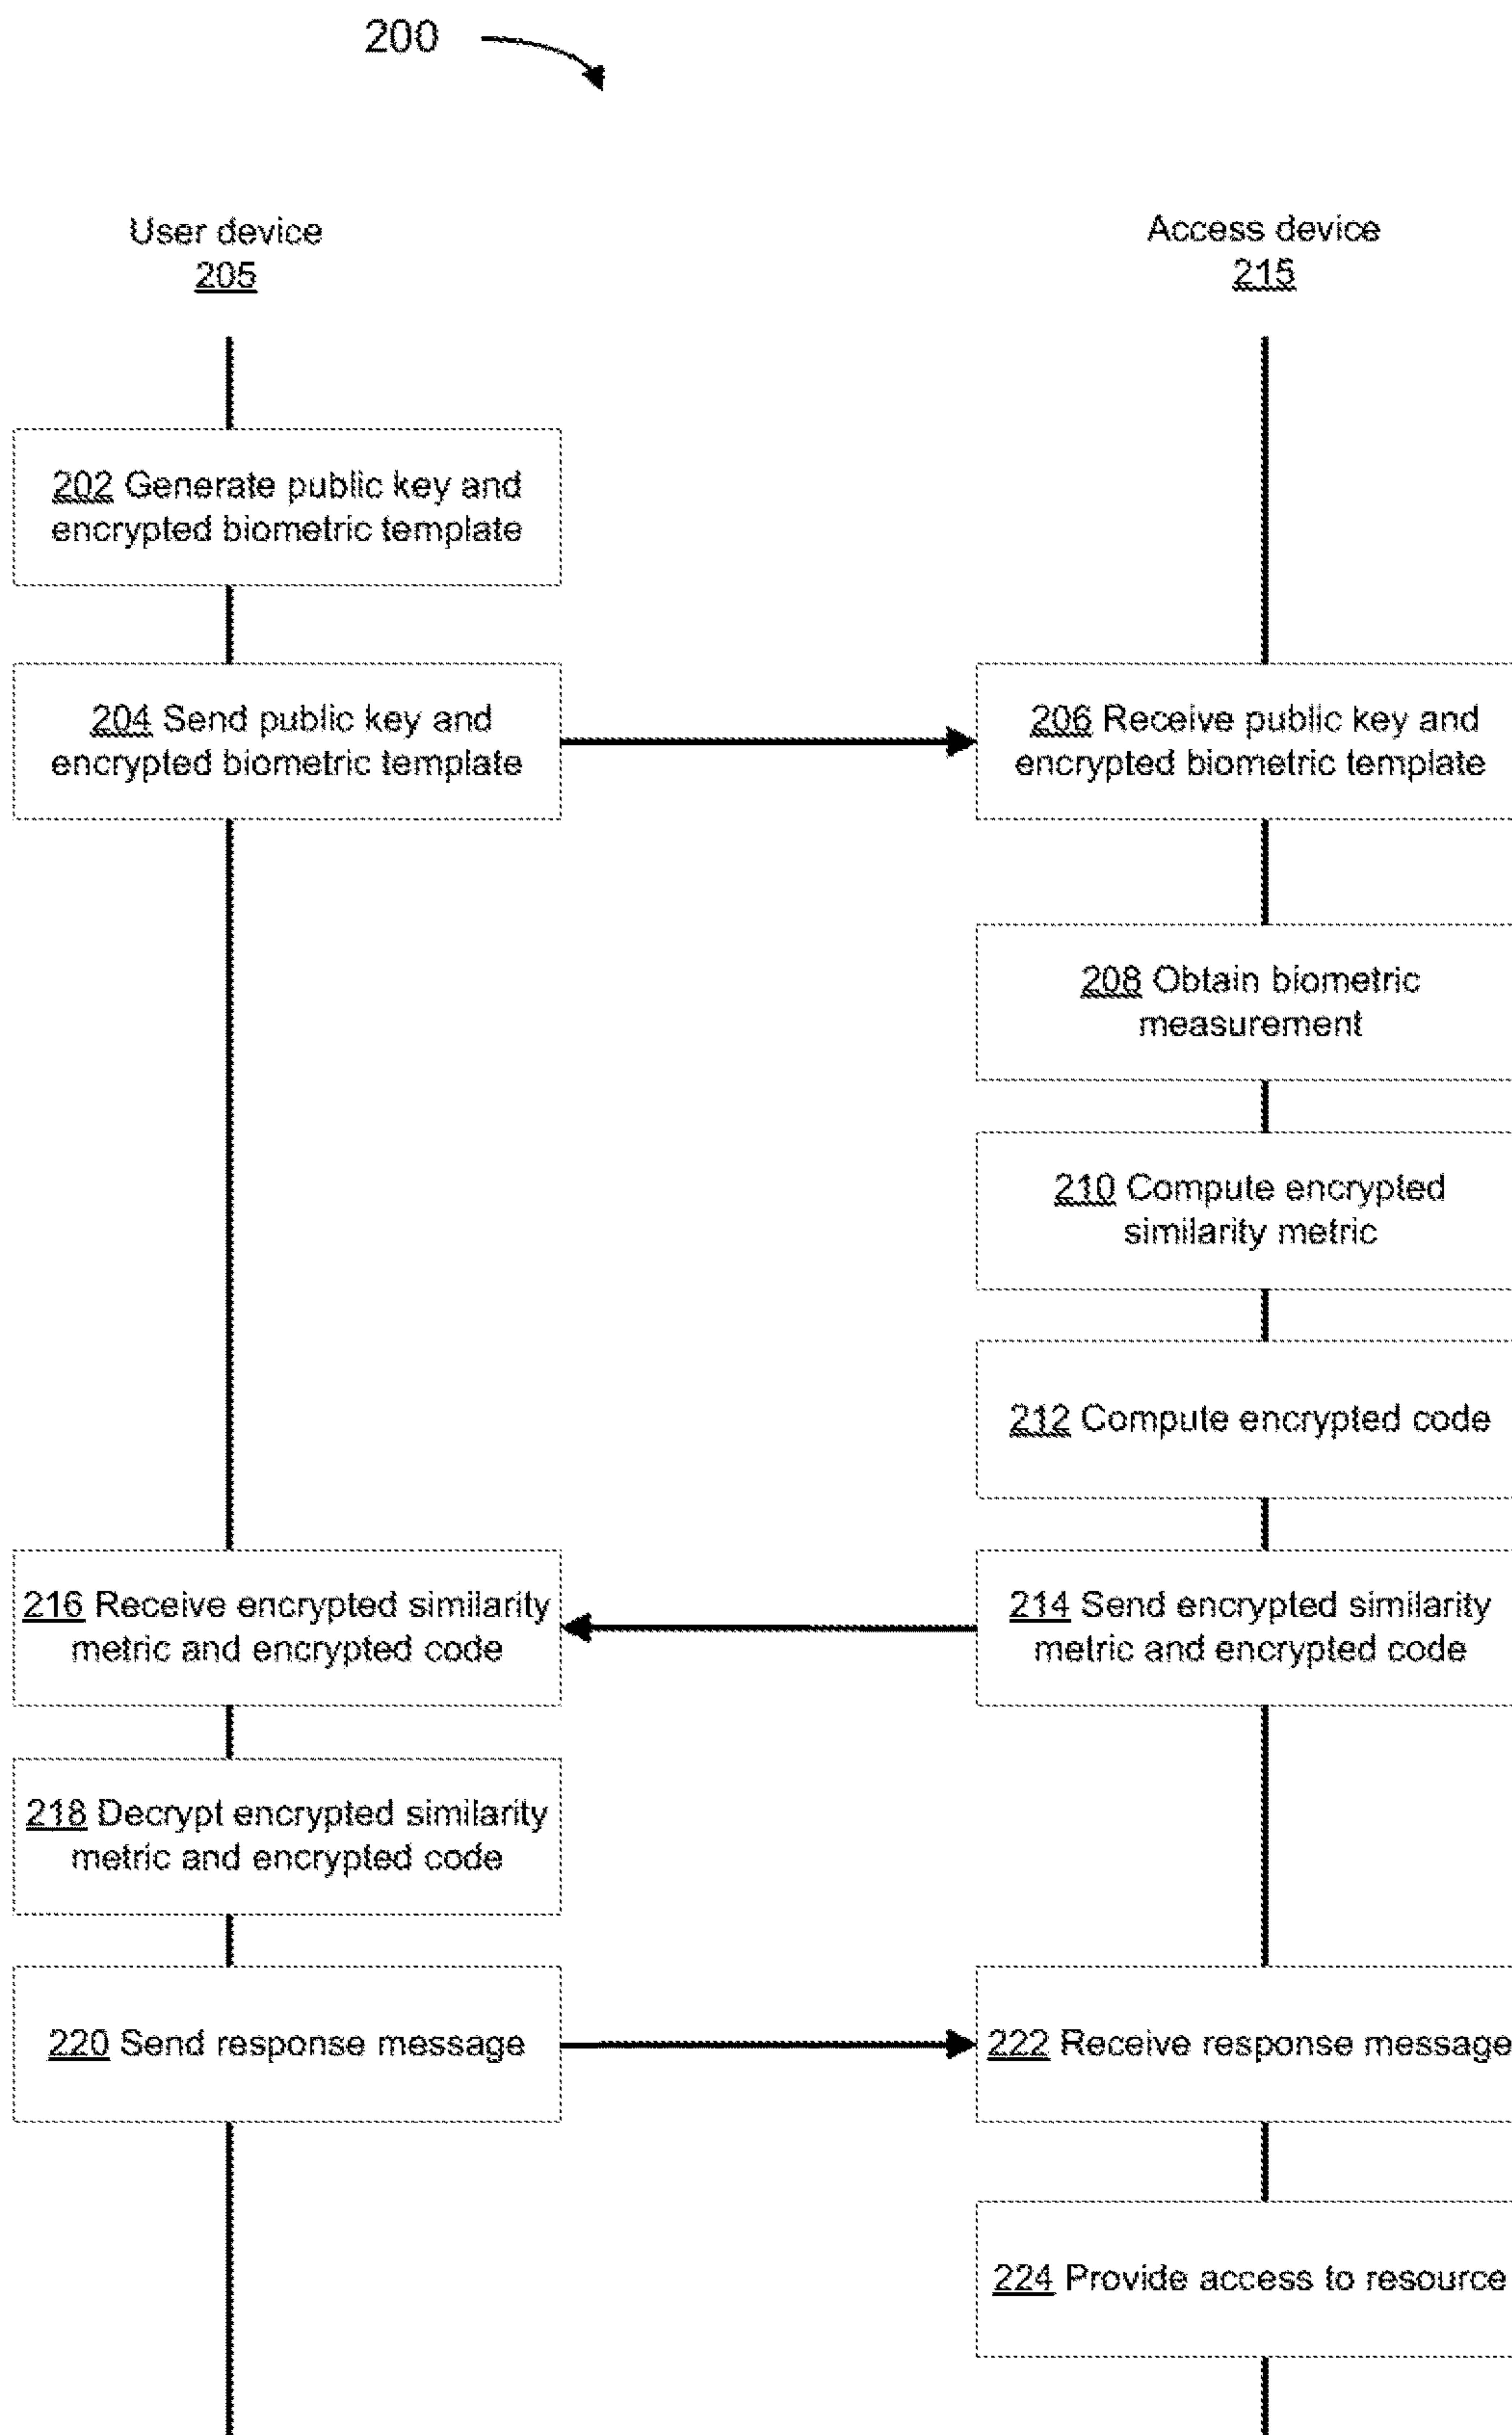 200
User device
205
Access device
215
202 Generate public key and
encrypted biometric template
204 Send public key and
encrypted biometric template
206 Receive public key and
encrypted biometric template
208 Obtain biometric
measurement
210 Compute encrypted
similarity metric
212 Compute encrypted code
216 Receive encrypted similarity
metric and encrypted code
214 Send encrypted similarity
metric and encrypted code
218 Decrypt encrypted similarity
metric and encrypted code
220 Send response message
222 Receive response message
224 Provide access to resource